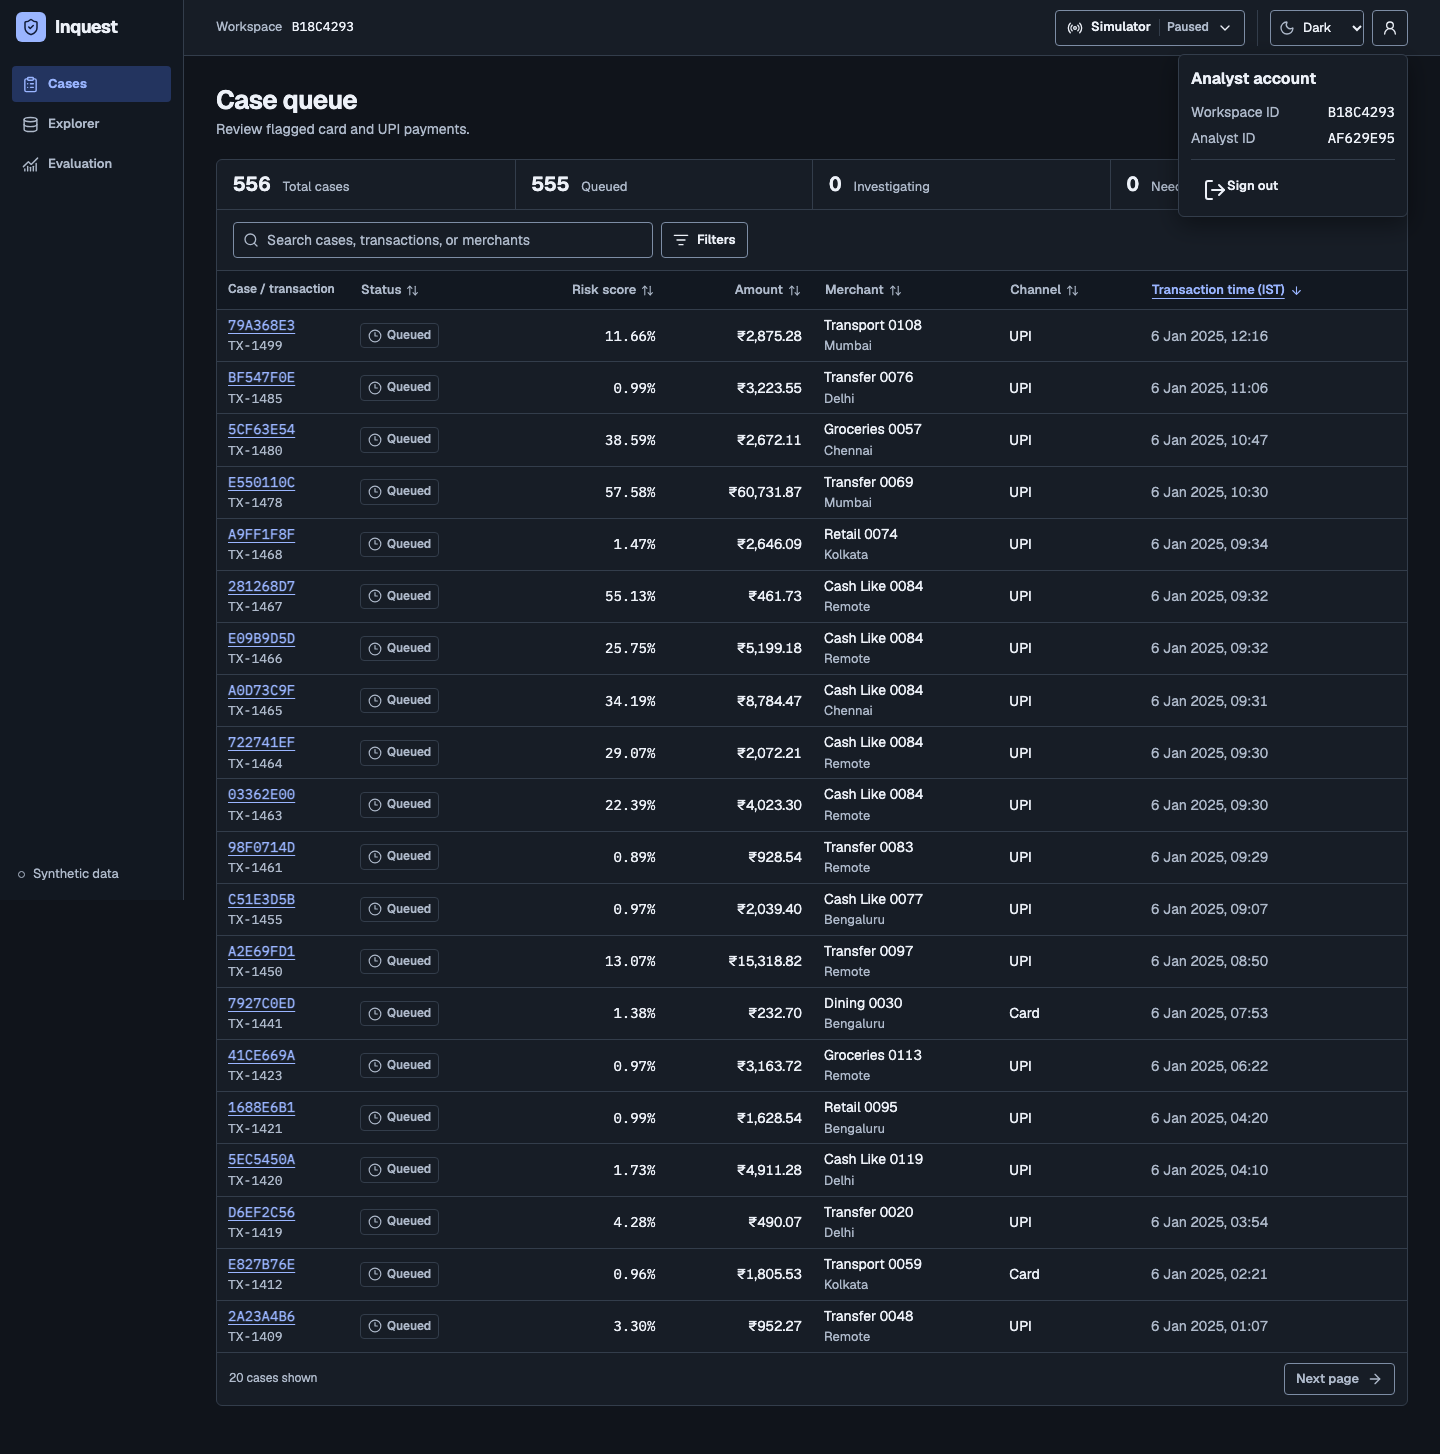 Inquest
Workspace B18C4293
Simulator Paused
Dark
Cases
Explorer
Evaluation
Synthetic data
Analyst account
Workspace ID B18C4293
Analyst ID AF629E95
Sign out
Case queue
Review flagged card and UPI payments.
556 Total cases 555 Queued 0 Investigating 0
Search cases, transactions, or merchants Filters
Case / transaction Status Risk score Amount Merchant Channel Transaction time (IST)
79A368E3 Queued 11.66% ₹2,875.28 Transport 0108 UPI 6 Jan 2025, 12:16
TX-1499 Mumbai
BF547F0E Queued 0.99% ₹3,223.55 Transfer 0076 UPI 6 Jan 2025, 11:06
TX-1485 Delhi
5CF63E54 Queued 38.59% ₹2,672.11 Groceries 0057 UPI 6 Jan 2025, 10:47
TX-1480 Chennai
E550110C Queued 57.58% ₹60,731.87 Transfer 0069 UPI 6 Jan 2025, 10:30
TX-1478 Mumbai
A9FF1F8F Queued 1.47% ₹2,646.09 Retail 0074 UPI 6 Jan 2025, 09:34
TX-1468 Kolkata
281268D7 Queued 55.13% ₹461.73 Cash Like 0084 UPI 6 Jan 2025, 09:32
TX-1467 Remote
E09B9D5D Queued 25.75% ₹5,199.18 Cash Like 0084 UPI 6 Jan 2025, 09:32
TX-1466 Remote
A0D73C9F Queued 34.19% ₹8,784.47 Cash Like 0084 UPI 6 Jan 2025, 09:31
TX-1465 Chennai
722741EF Queued 29.07% ₹2,072.21 Cash Like 0084 UPI 6 Jan 2025, 09:30
TX-1464 Remote
03362E00 Queued 22.39% ₹4,023.30 Cash Like 0084 UPI 6 Jan 2025, 09:30
TX-1463 Remote
98F0714D Queued 0.89% ₹928.54 Transfer 0083 UPI 6 Jan 2025, 09:29
TX-1461 Remote
C51E3D5B Queued 0.97% ₹2,039.40 Cash Like 0077 UPI 6 Jan 2025, 09:07
TX-1455 Bengaluru
A2E69FD1 Queued 13.07% ₹15,318.82 Transfer 0097 UPI 6 Jan 2025, 08:50
TX-1450 Remote
7927C0ED Queued 1.38% ₹232.70 Dining 0030 Card 6 Jan 2025, 07:53
TX-1441 Bengaluru
41CE669A Queued 0.97% ₹3,163.72 Groceries 0113 UPI 6 Jan 2025, 06:22
TX-1423 Remote
1688E6B1 Queued 0.99% ₹1,628.54 Retail 0095 UPI 6 Jan 2025, 04:20
TX-1421 Bengaluru
5EC5450A Queued 1.73% ₹4,911.28 Cash Like 0119 UPI 6 Jan 2025, 04:10
TX-1420 Delhi
D6EF2C56 Queued 4.28% ₹490.07 Transfer 0020 UPI 6 Jan 2025, 03:54
TX-1419 Delhi
E827B76E Queued 0.96% ₹1,805.53 Transport 0059 Card 6 Jan 2025, 02:21
TX-1412 Kolkata
2A23A4B6 Queued 3.30% ₹952.27 Transfer 0048 UPI 6 Jan 2025, 01:07
TX-1409 Remote
20 cases shown Next page